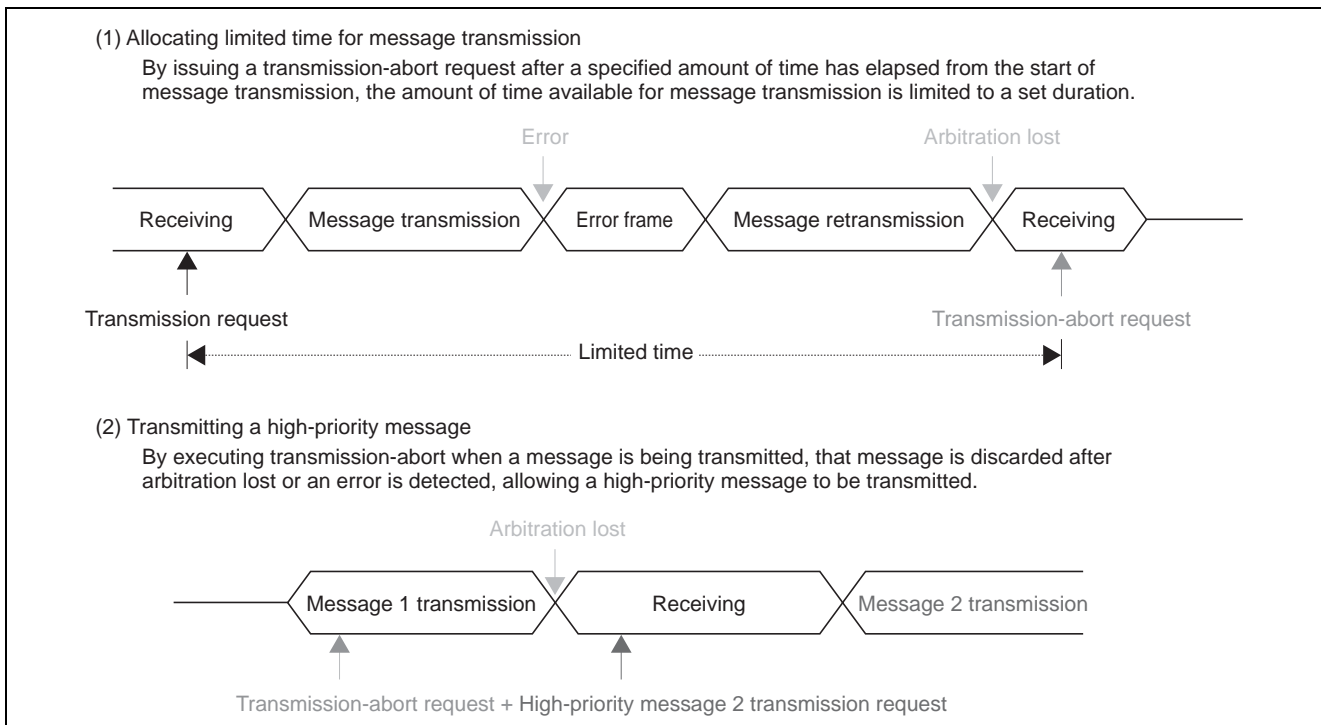 (1) Allocating limited time for message transmission
By issuing a transmission-abort request after a specified amount of time has elapsed from the start of
message transmission, the amount of time available for message transmission is limited to a set duration.
Error
Arbitration lost
Receiving
Message transmission
Error frame
Message retransmission
Receiving
Transmission request
Transmission-abort request
Limited time
(2) Transmitting a high-priority message
By executing transmission-abort when a message is being transmitted, that message is discarded after
arbitration lost or an error is detected, allowing a high-priority message to be transmitted.
Arbitration lost
Message 1 transmission
Receiving
Message 2 transmission
Transmission-abort request + High-priority message 2 transmission request